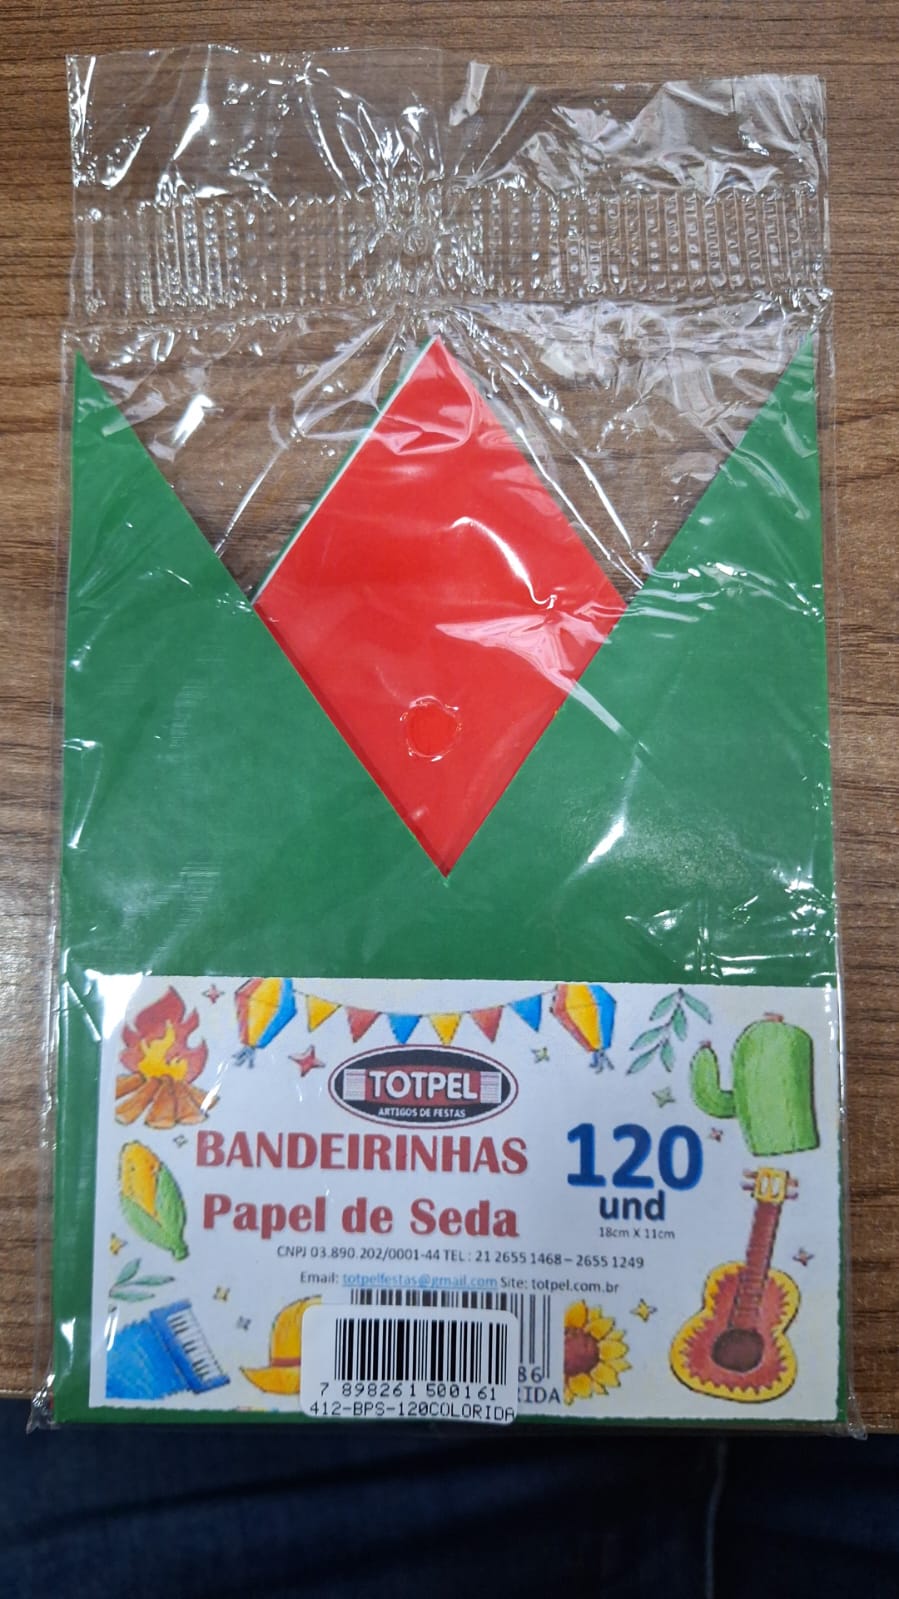 TOTPEL
ARTIGOS DE FESTAS
BANDEIRINHAS
Papel de Seda
120
und
18cm X 11cm
CNPJ 03.890.202/0001-44 TEL : 21 2655 1468 – 2655 1249
Email: totpelfestas@gmail.com Site: totpel.com.br
86
IDA
7 898261 500161
412-BPS-120COLORIDA